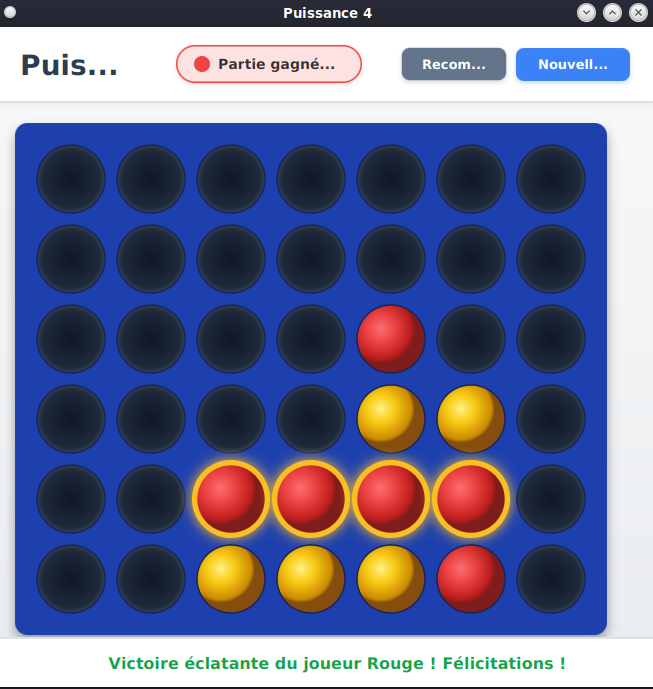 Puissance 4
Puis...
Partie gagné...
Recom...
Nouvell...
Victoire éclatante du joueur Rouge ! Félicitations !